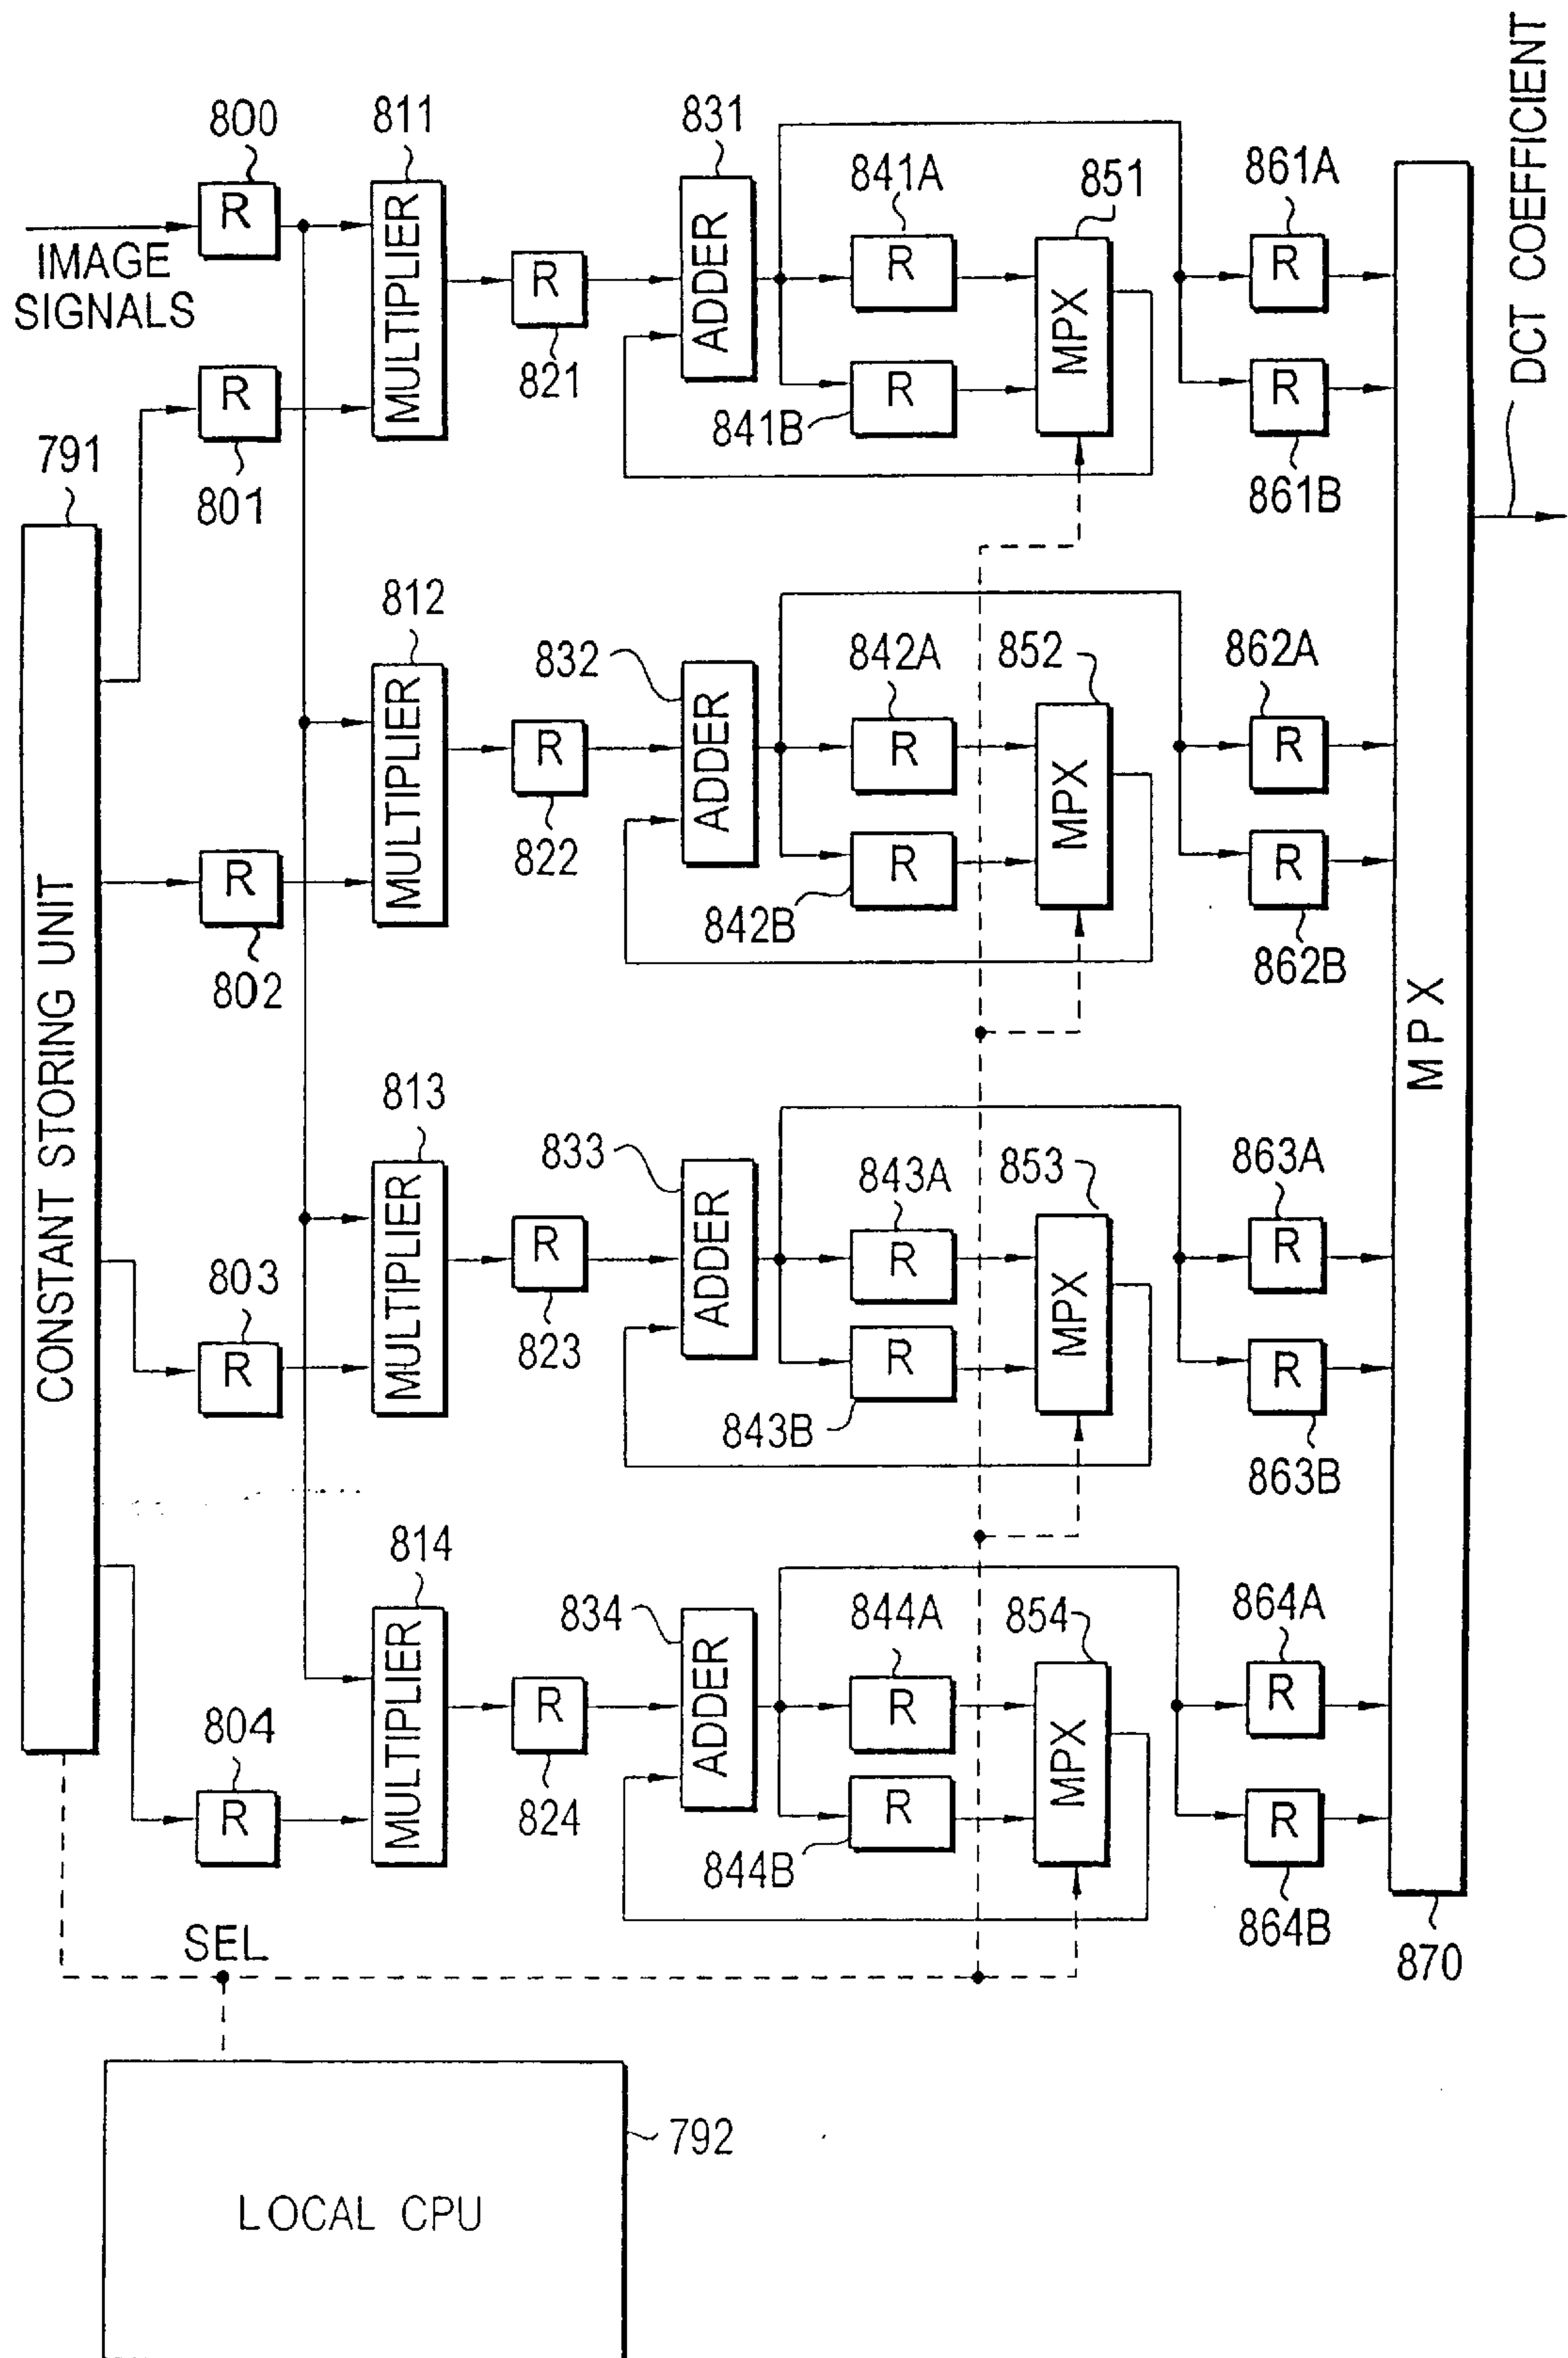 DCT COEFFICIENT
800
R
IMAGE
SIGNALS
811
MULTIPLIER
831
ADDER
841A
R
851
MPX
861A
R
R
801
R
821
R
841B
R
861B
791
CONSTANT STORING UNIT
812
MULTIPLIER
832
ADDER
842A
R
852
MPX
862A
R
R
802
R
822
R
842B
R
862B
MPX
813
MULTIPLIER
833
ADDER
843A
R
853
MPX
863A
R
803
R
R
823
R
843B
R
863B
814
MULTIPLIER
834
ADDER
844A
R
854
MPX
864A
R
804
R
R
824
R
844B
R
864B
870
SEL
792
LOCAL CPU